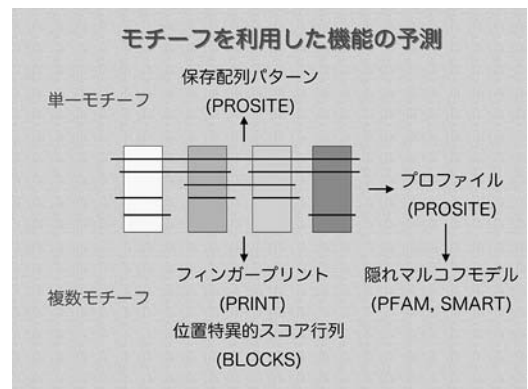 モチーフを利用した機能の予測
保存配列パターン
単一モチーフ
(PROSITE)
プロファイル
(PROSITE)
フィンガープリント
隠れマルコフモデル
複数モチーフ
(PRINT)
(PFAM, SMART)
位置特異的スコア行列
(BLOCKS)